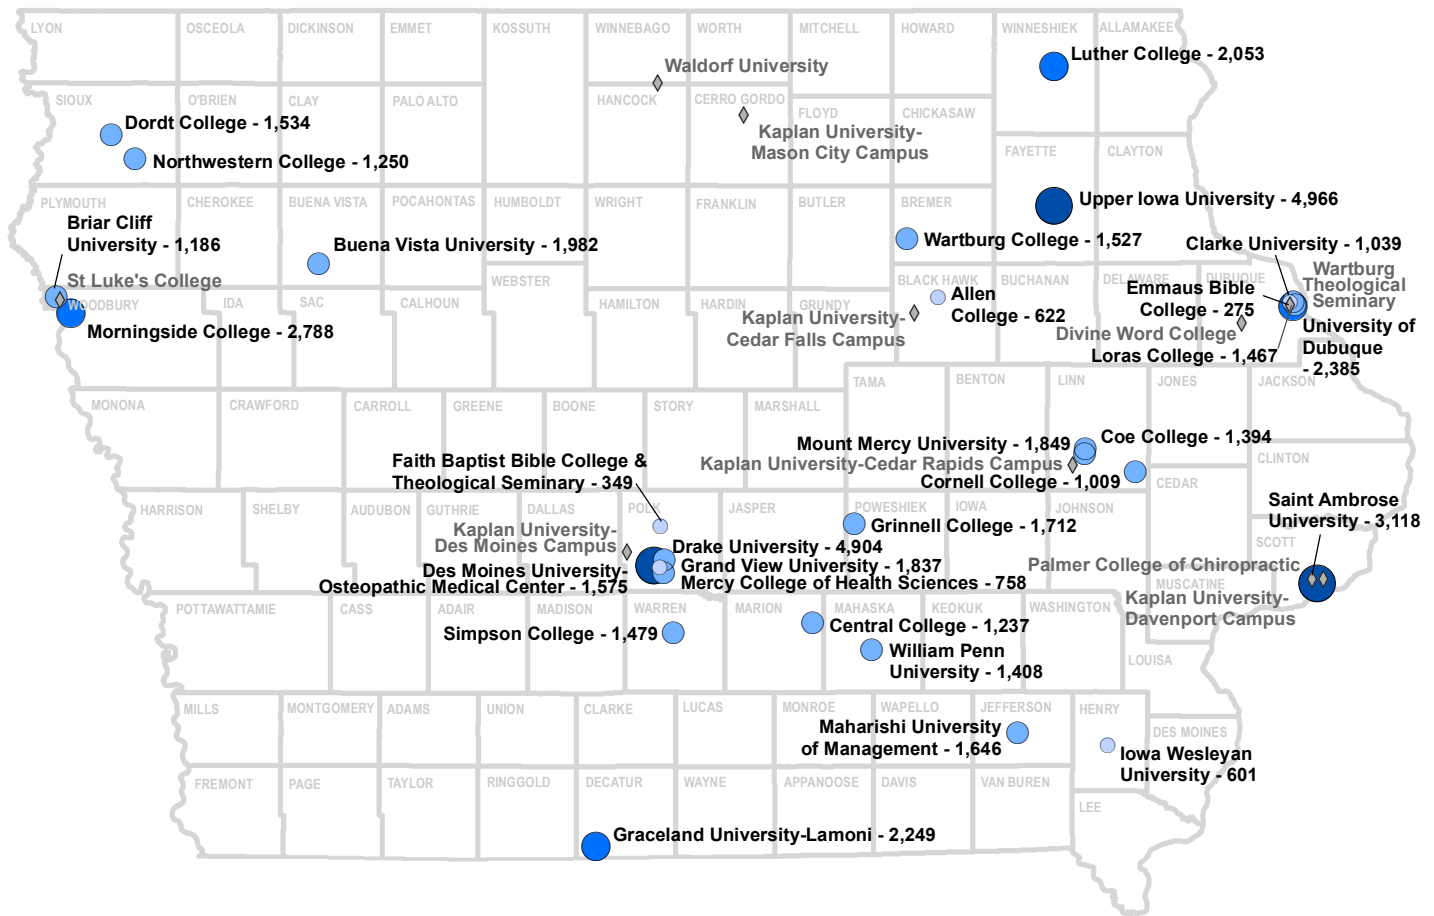 LYON
OSCEOLA
DICKINSON
EMMET
KOSSUTH
WINNEBAGO
WORTH
MITCHELL
HOWARD
WINNESHIEK
ALLAMAKEE
Luther College - 2,053
Waldorf University
SIOUX
O'BRIEN
CLAY
PALO ALTO
HANCOCK
CERRO GORDO
FLOYD
CHICKASAW
Dordt College - 1,534
Northwestern College - 1,250
Kaplan University-
Mason City Campus
FAYETTE
CLAYTON
PLYMOUTH
CHEROKEE
BUENA VISTA
POCAHONTAS
HUMBOLDT
WRIGHT
FRANKLIN
BUTLER
BREMER
Upper Iowa University - 4,966
Briar Cliff
University - 1,186
Buena Vista University - 1,982
Wartburg College - 1,527
Clarke University - 1,039
St Luke's College
WEBSTER
BLACK HAWK
BUCHANAN
DELAWARE
DUBUQUE
Wartburg
Theological
Seminary
Emmaus Bible
College - 275
WOODBURY
IDA
SAC
CALHOUN
HAMILTON
HARDIN
GRUNDY
Allen
College - 622
Morningside College - 2,788
Kaplan University-
Cedar Falls Campus
Divine Word College
University of
Dubuque
- 2,385
Loras College - 1,467
MONONA
CRAWFORD
CARROLL
GREENE
BOONE
STORY
MARSHALL
TAMA
BENTON
LINN
JONES
JACKSON
Mount Mercy University - 1,849
Coe College - 1,394
Kaplan University-Cedar Rapids Campus
Cornell College - 1,009
CLINTON
CEDAR
Faith Baptist Bible College &
Theological Seminary - 349
HARRISON
SHELBY
AUDUBON
GUTHRIE
DALLAS
POLK
JASPER
POWESHIEK
IOWA
JOHNSON
Saint Ambrose
University - 3,118
Kaplan University-
Des Moines Campus
Grinnell College - 1,712
SCOTT
Drake University - 4,904
Grand View University - 1,837
Mercy College of Health Sciences - 758
Des Moines University-
Osteopathic Medical Center - 1,575
Palmer College of Chiropractic
MUSCATINE
Kaplan University-
Davenport Campus
POTTAWATTAMIE
CASS
ADAIR
MADISON
WARREN
MARION
MAHASKA
KEOKUK
WASHINGTON
Simpson College - 1,479
Central College - 1,237
William Penn
University - 1,408
LOUISA
MILLS
MONTGOMERY
ADAMS
UNION
CLARKE
LUCAS
MONROE
WAPELLO
JEFFERSON
HENRY
DES MOINES
Maharishi University
of Management - 1,646
Iowa Wesleyan
University - 601
FREMONT
PAGE
TAYLOR
RINGGOLD
DECATUR
WAYNE
APPANOOSE
DAVIS
VAN BUREN
LEE
Graceland University-Lamoni - 2,249